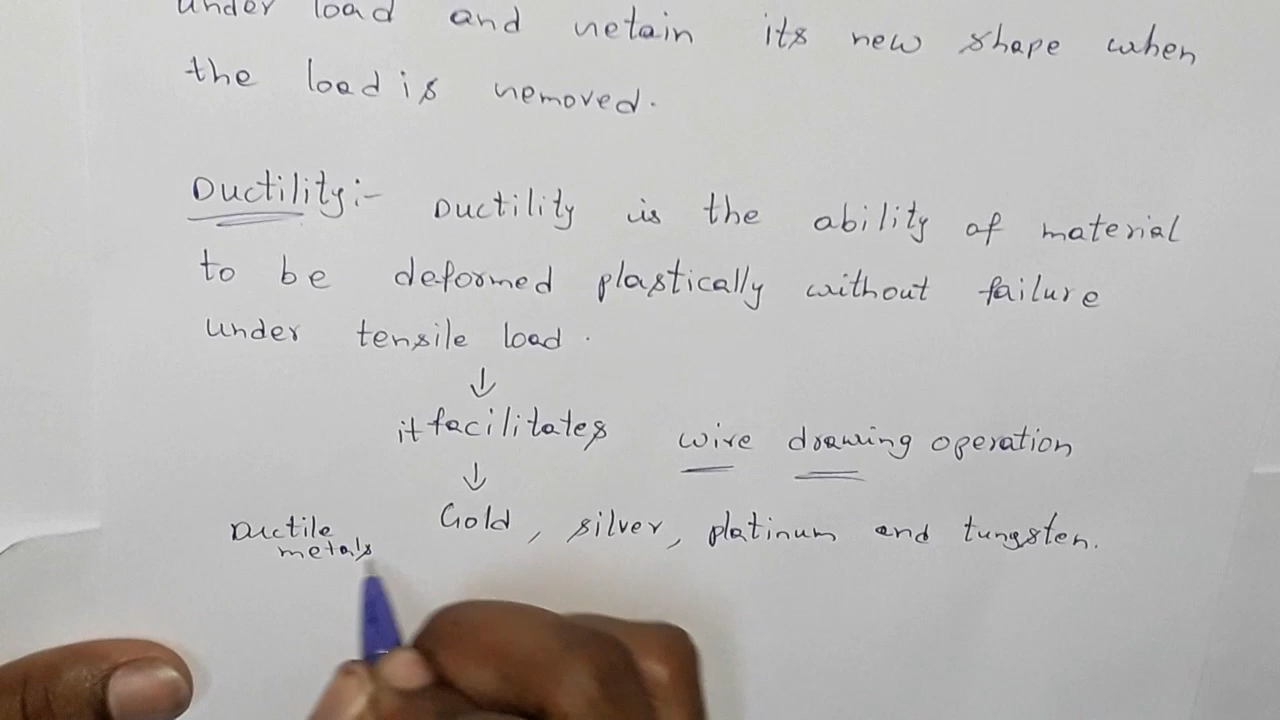 under load and retain its new shape when
the load is removed.
Ductility:- Ductility is the ability of material
to be deformed plastically without failure
under tensile load.
↓
it facilitates wire drawing operation
↓
Ductile
metals
Gold, silver, platinum and tungsten.